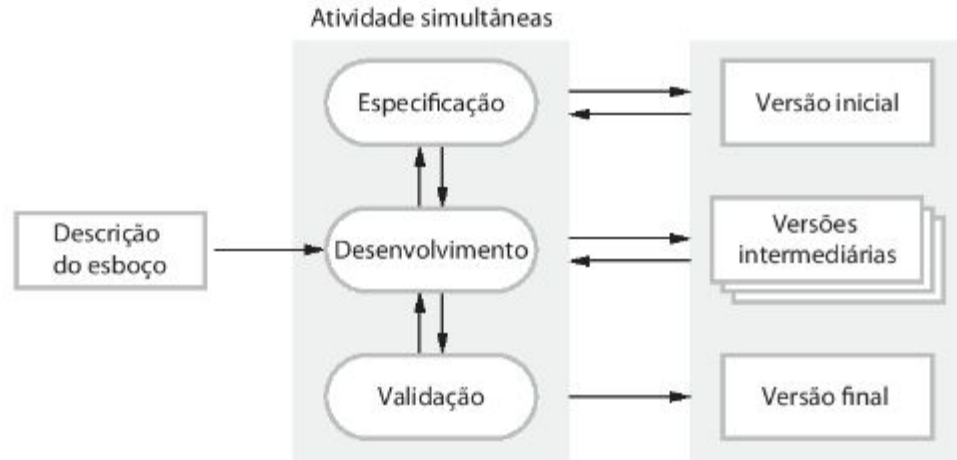 Atividade simultâneas
Especificação
Versão inicial
Descrição
do esboço
Desenvolvimento
Versões
intermediárias
Validação
Versão final